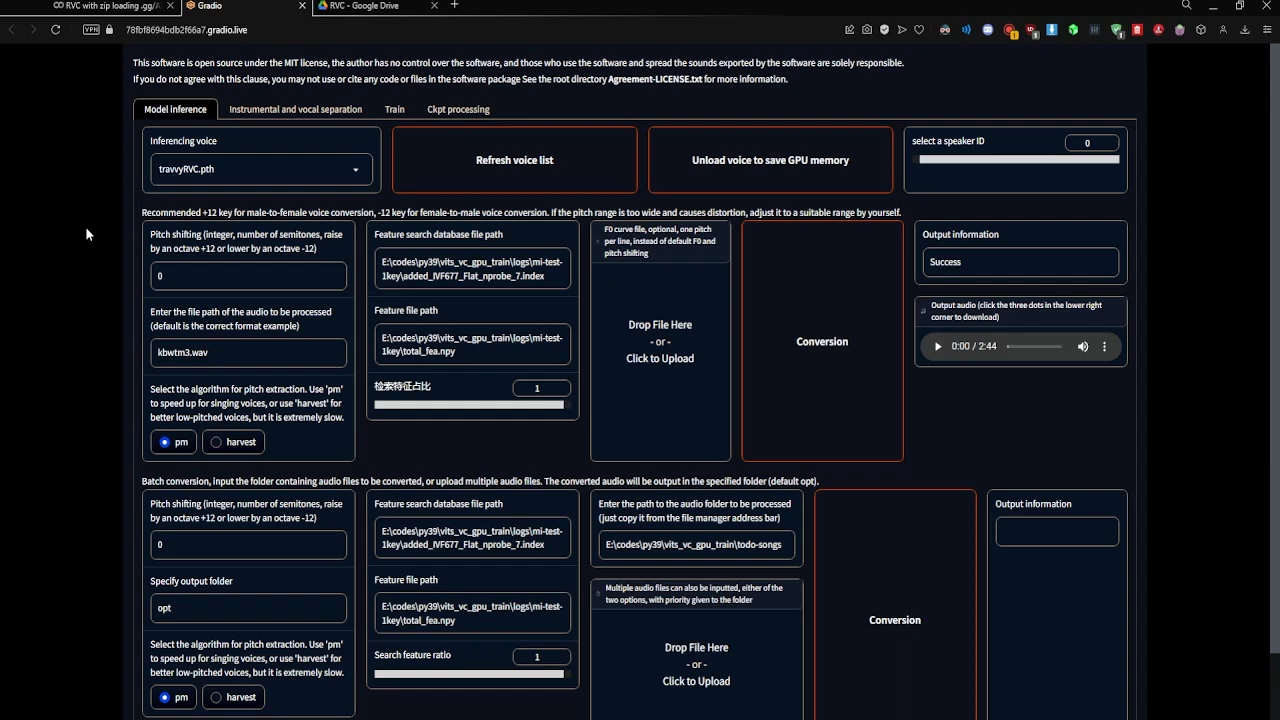 RVC with zip loading .gg/A
Gradio
RVC - Google Drive
VPN
78fbf8694bdb2f66a7.gradio.live
This software is open source under the MIT license, the author has no control over the software, and those who use the software and spread the sounds exported by the software are solely responsible.
If you do not agree with this clause, you may not use or cite any code or files in the software package See the root directory Agreement-LICENSE.txt for more information.
Model inference
Instrumental and vocal separation
Train
Ckpt processing
Inferencing voice
travvyRVC.pth
Refresh voice list
Unload voice to save GPU memory
select a speaker ID
0
Recommended +12 key for male-to-female voice conversion, -12 key for female-to-male voice conversion. If the pitch range is too wide and causes distortion, adjust it to a suitable range by yourself.
Pitch shifting (integer, number of semitones, raise
by an octave +12 or lower by an octave -12)
0
Enter the file path of the audio to be processed
(default is the correct format example)
kbwtm3.wav
Select the algorithm for pitch extraction. Use 'pm'
to speed up for singing voices, or use 'harvest' for
better low-pitched voices, but it is extremely slow.
pm
harvest
Feature search database file path
E:\codes\py39\vits_vc_gpu_train\logs\mi-test-
1key\added_IVF677_Flat_nprobe_7.index
Feature file path
E:\codes\py39\vits_vc_gpu_train\logs\mi-test-
1key\total_fea.npy
检索特征占比
1
F0 curve file, optional, one pitch
per line, instead of default F0 and
pitch shifting
Drop File Here
- or -
Click to Upload
Conversion
Output information
Success
Output audio (click the three dots in the lower right
corner to download)
0:00 / 2:44
Batch conversion, input the folder containing audio files to be converted, or upload multiple audio files. The converted audio will be output in the specified folder (default opt).
Pitch shifting (integer, number of semitones, raise
by an octave +12 or lower by an octave -12)
0
Specify output folder
opt
Select the algorithm for pitch extraction. Use 'pm'
to speed up for singing voices, or use 'harvest' for
better low-pitched voices, but it is extremely slow.
pm
harvest
Feature search database file path
E:\codes\py39\vits_vc_gpu_train\logs\mi-test-
1key\added_IVF677_Flat_nprobe_7.index
Feature file path
E:\codes\py39\vits_vc_gpu_train\logs\mi-test-
1key\total_fea.npy
Search feature ratio
1
Enter the path to the audio folder to be processed
(just copy it from the file manager address bar)
E:\codes\py39\vits_vc_gpu_train\todo-songs
Multiple audio files can also be inputted, either of the
two options, with priority given to the folder
Drop File Here
- or -
Click to Upload
Conversion
Output information